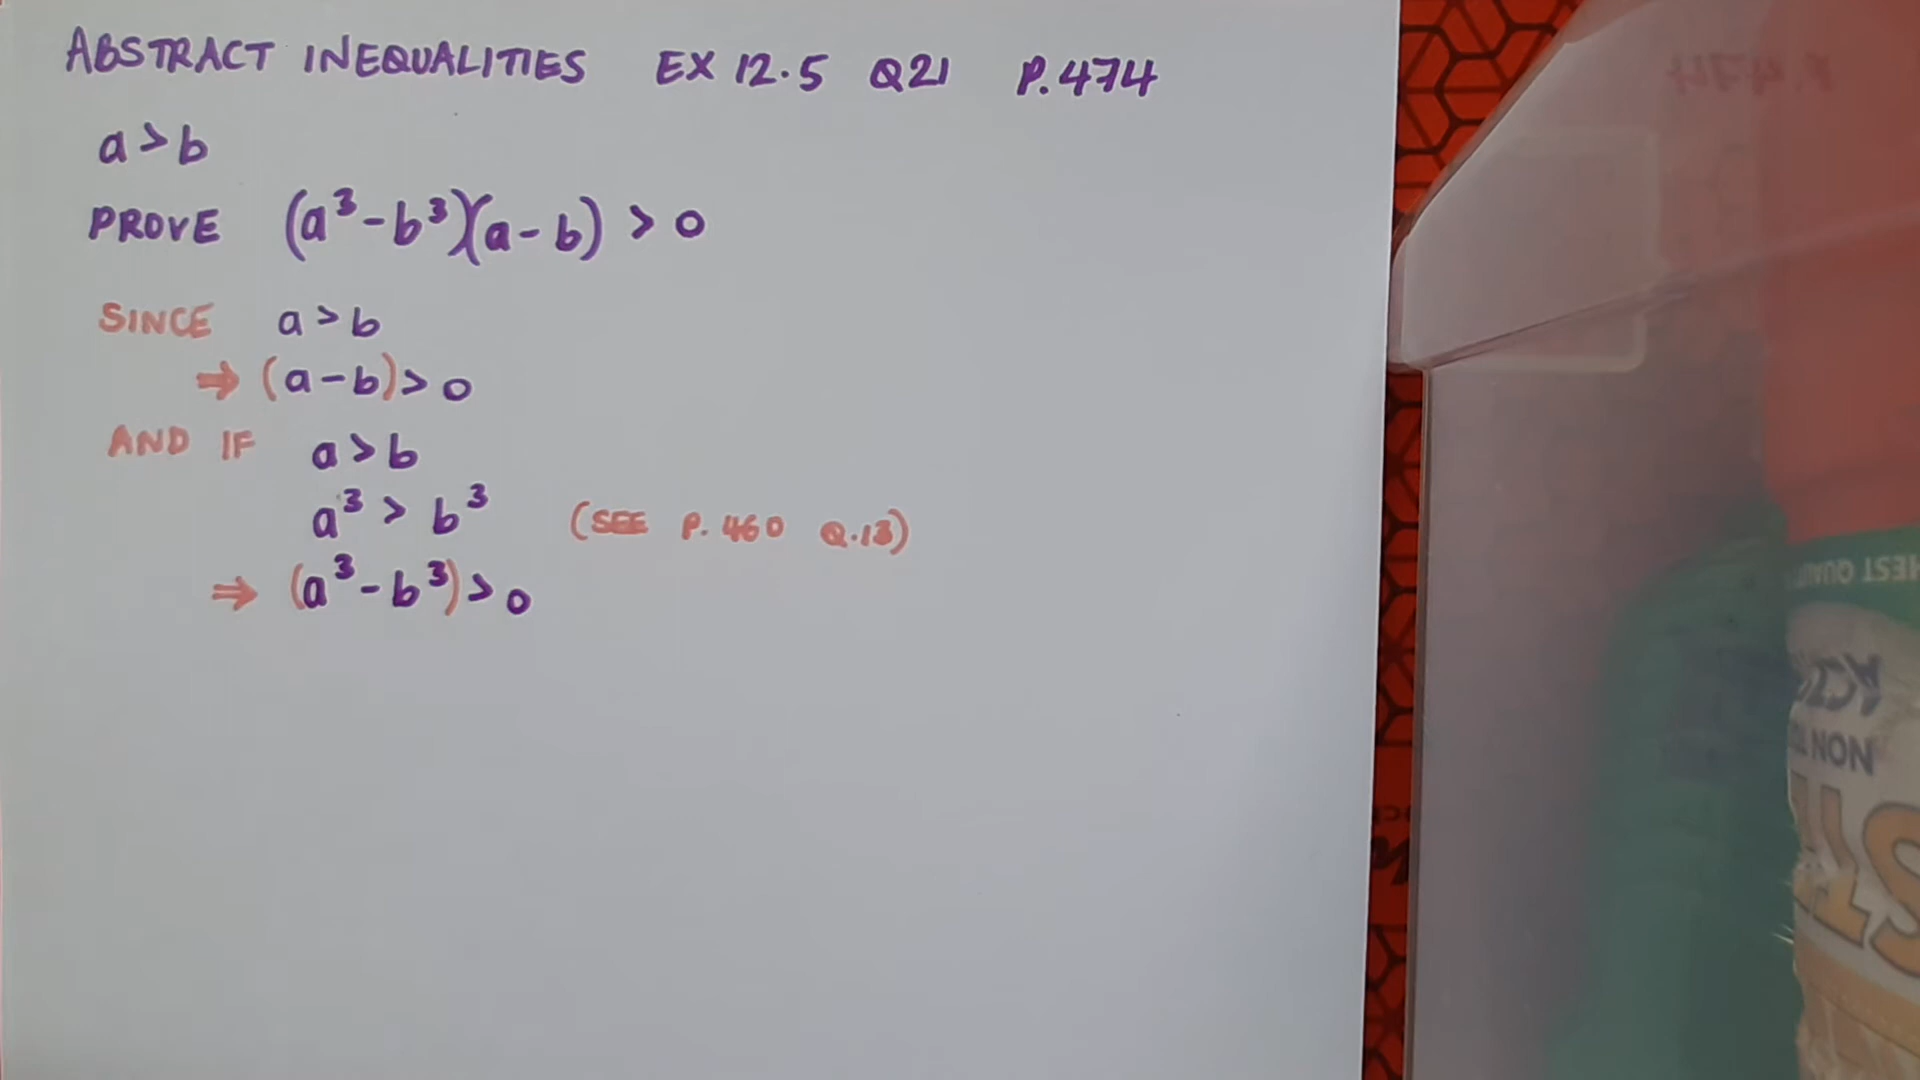 ABSTRACT INEQUALITIES EX 12.5 Q21 P.474
a > b
PROVE (a³-b³)(a-b) > 0
SINCE a > b
⇒ (a-b) > 0
AND IF a > b
a³ > b³ (SEE P. 460 Q.13)
⇒ (a³-b³) > 0
NON